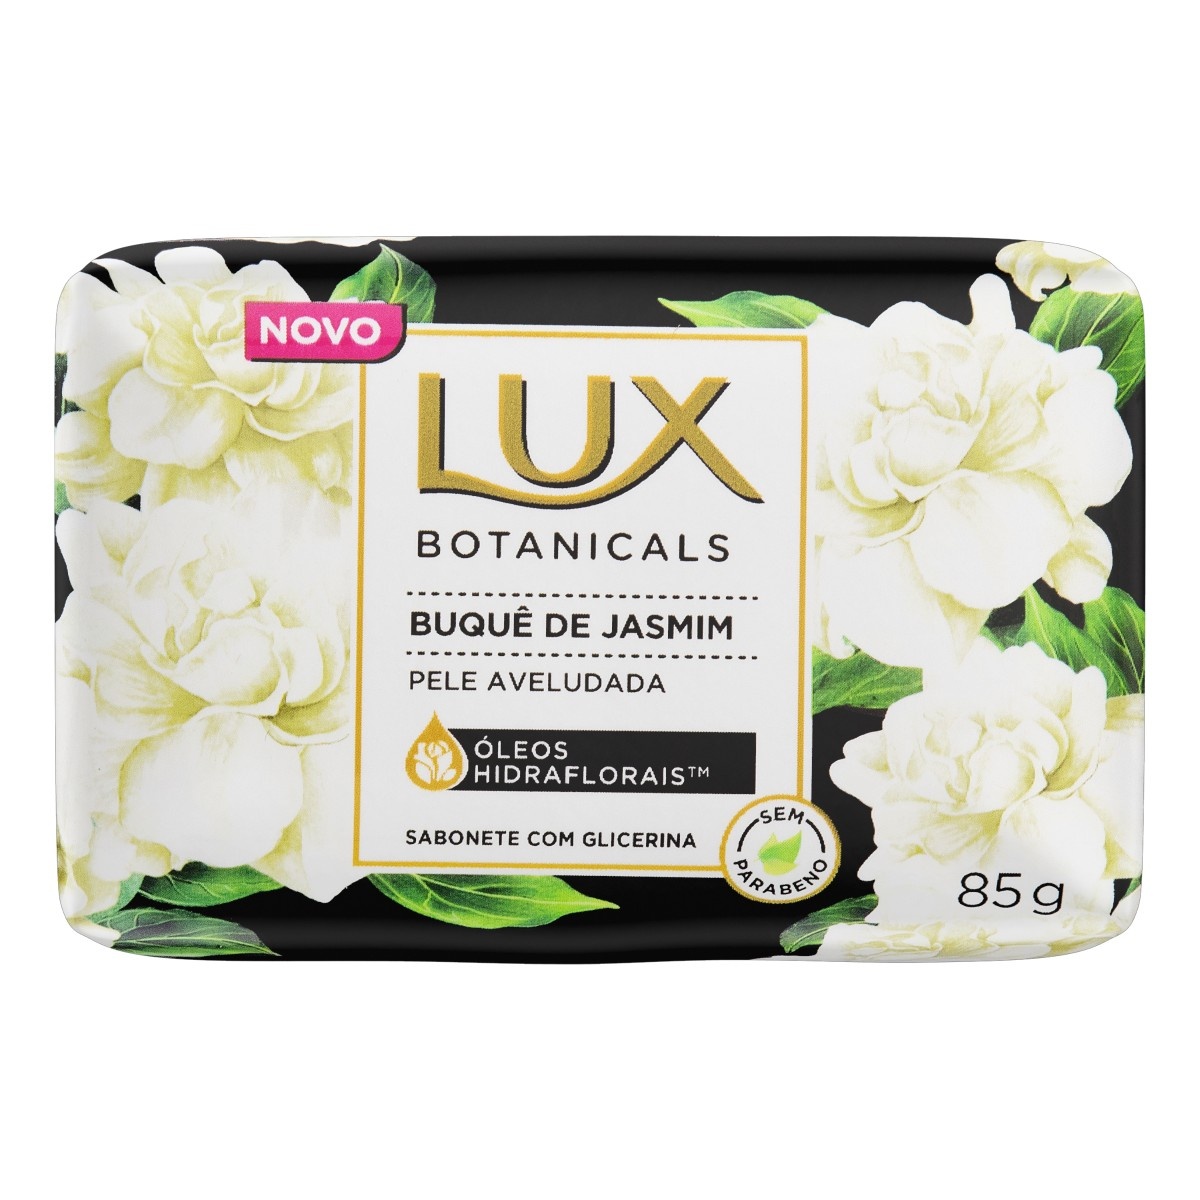 NOVO
LUX
BOTANICALS
BUQUÊ DE JASMIM
PELE AVELUDADA
ÓLEOS
HIDRAFLORAIS™
SABONETE COM GLICERINA
SEM
PARABENO
85g